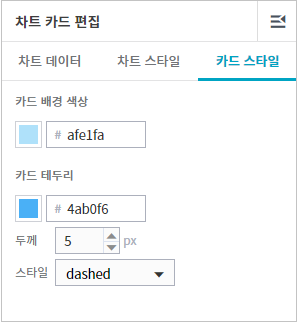 차트 카드 편집
차트 데이터 차트 스타일 카드 스타일
카드 배경 색상
# afe1fa
카드 테두리
# 4ab0f6
두께 5 px
스타일 dashed